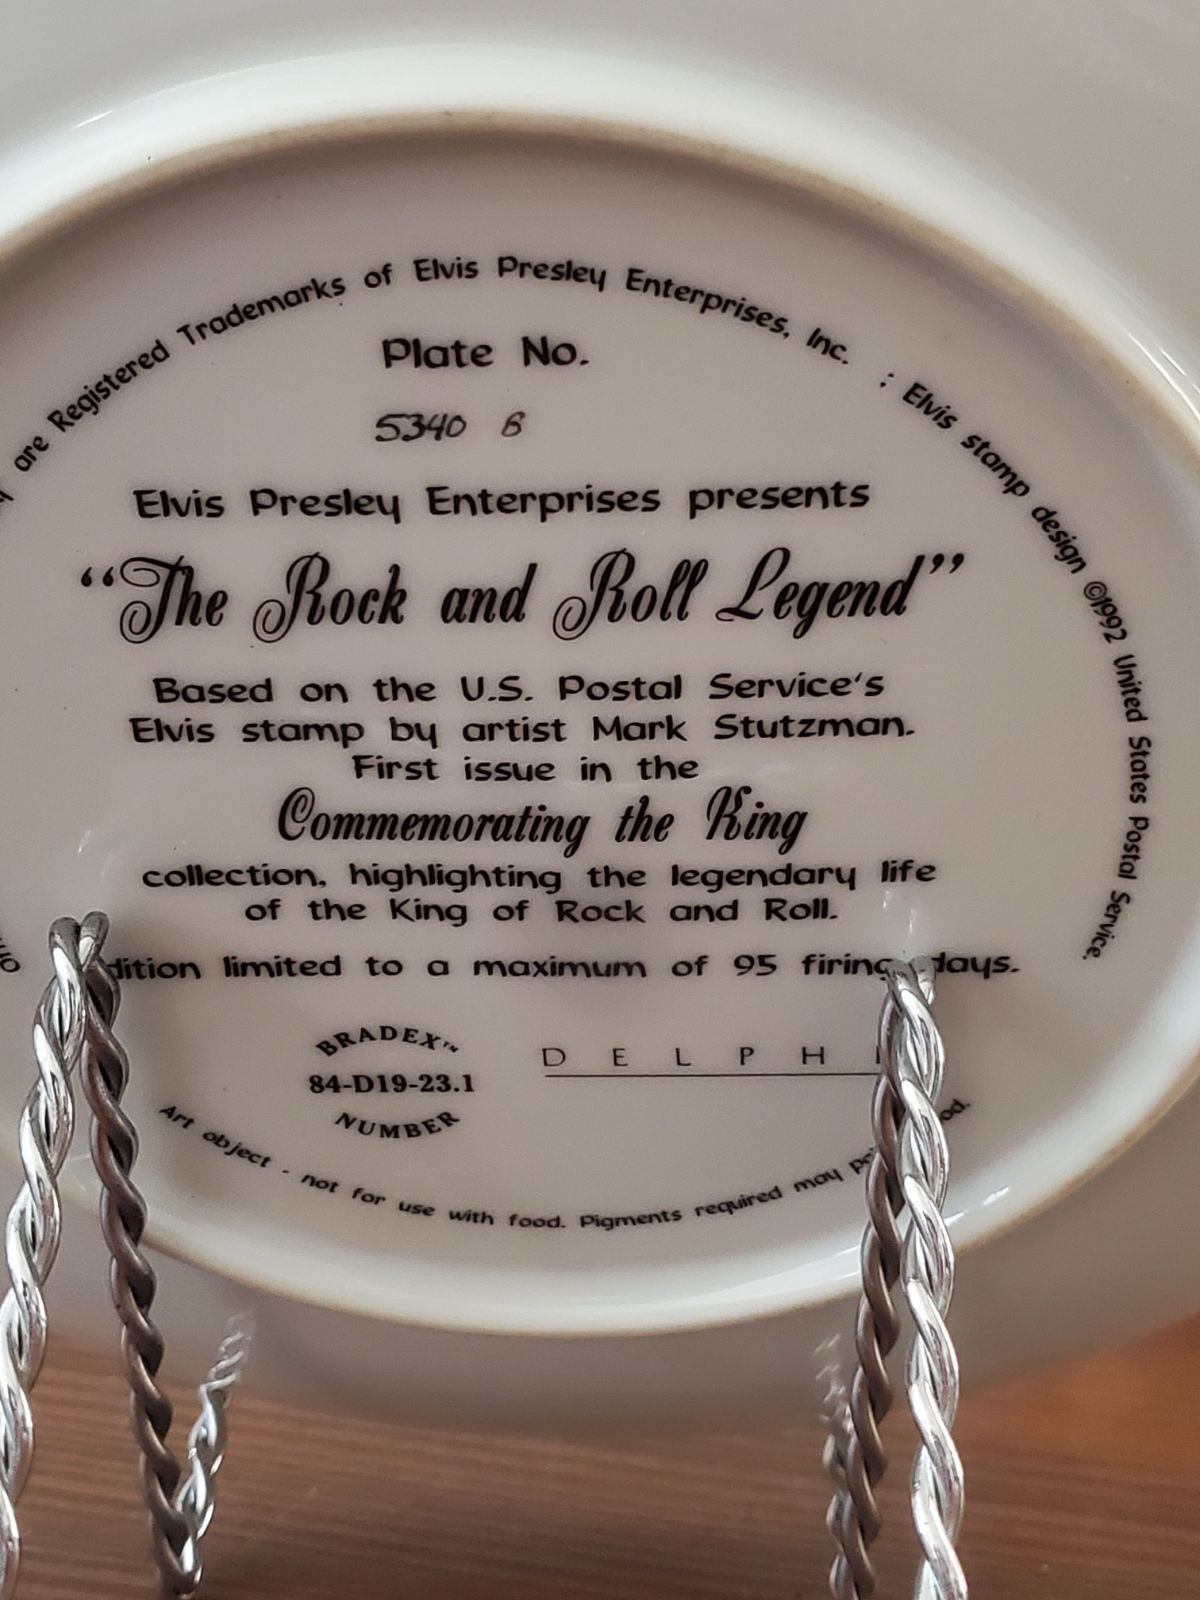 are Registered Trademarks of Elvis Presley Enterprises, Inc. ; Elvis stamp design ©1992 United States Postal Service.
Plate No.
5340 B
Elvis Presley Enterprises presents
“The Rock and Roll Legend”
Based on the U.S. Postal Service's
Elvis stamp by artist Mark Stutzman.
First issue in the
Commemorating the King
collection, highlighting the legendary life
of the King of Rock and Roll.
dition limited to a maximum of 95 firing days.
BRADEX™
84-D19-23.1
NUMBER
DELPHI
Art object - not for use with food. Pigments required may